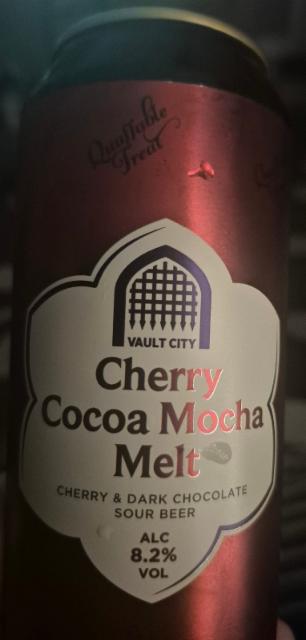 Quaffable
Treat
VAULT CITY
Cherry
Cocoa Mocha
Melt
CHERRY & DARK CHOCOLATE
SOUR BEER
ALC
8.2%
VOL